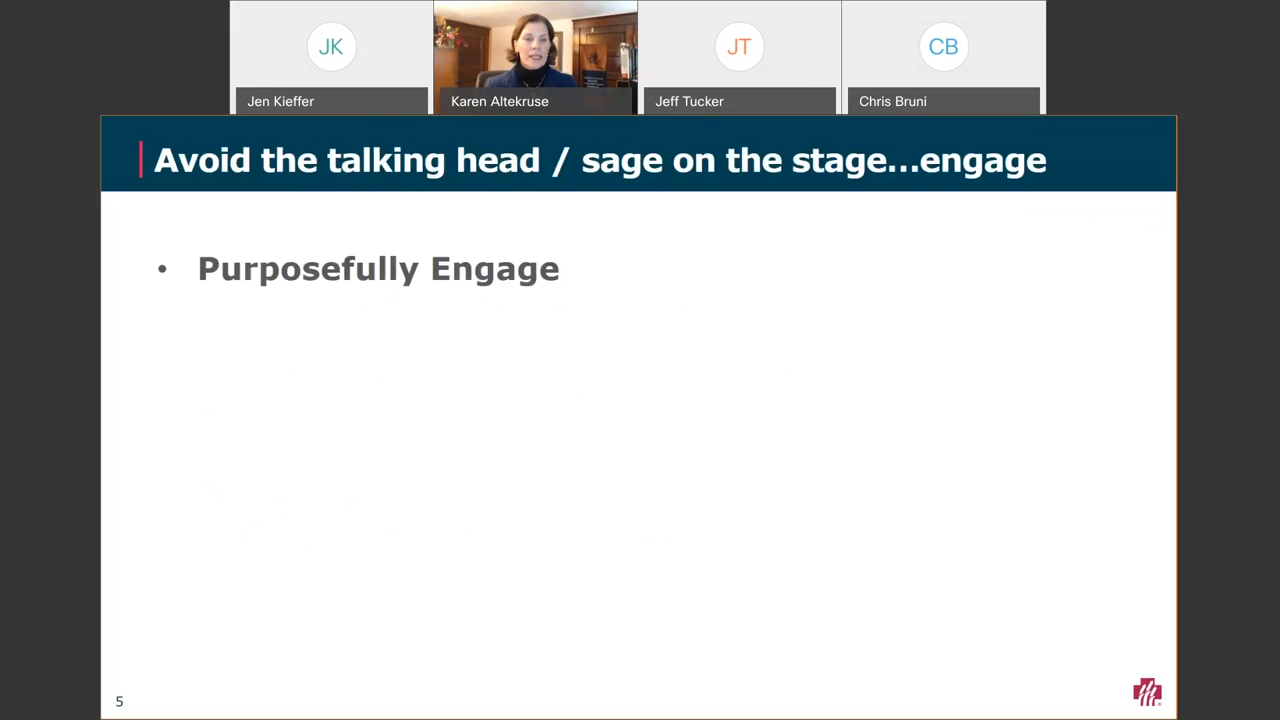 JK
JT
CB
Jen Kieffer
Karen Altekruse
Jeff Tucker
Chris Bruni
Avoid the talking head / sage on the stage...engage
• Purposefully Engage
5